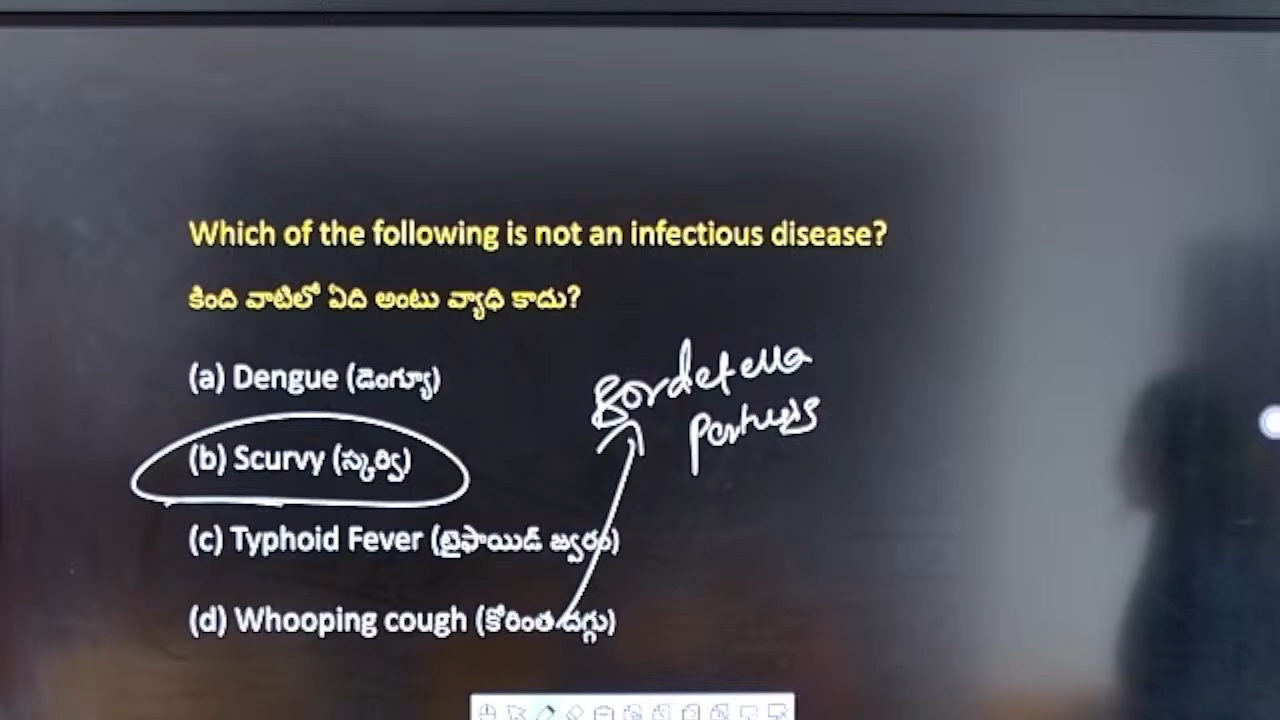 Which of the following is not an infectious disease?
కింది వాటిలో ఏది అంటు వ్యాధి కాదు?
(a) Dengue (డెంగ్యూ)
Bordetella
Pertusis
(b) Scurvy (స్కర్వి)
(c) Typhoid Fever (టైఫాయిడ్ జ్వరం)
(d) Whooping cough (కోరింత దగ్గు)